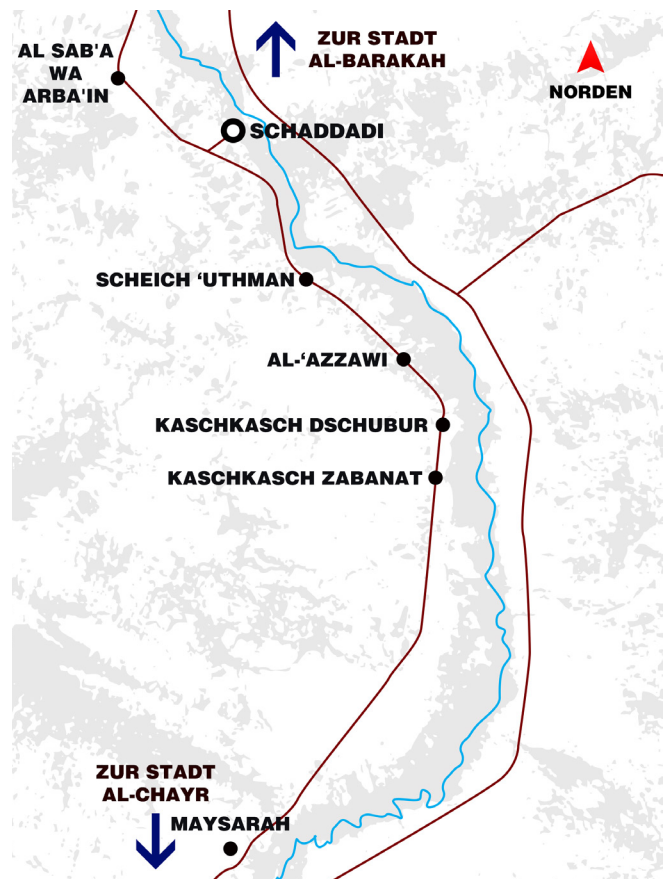 ZUR STADT
AL-BARAKAH
AL SAB'A
WA
ARBA'IN
NORDEN
SCHADDADI
SCHEICH ‘UTHMAN
AL-‘AZZAWI
KASCHKASCH DSCHUBUR
KASCHKASCH ZABANAT
ZUR STADT
AL-CHAYR
MAYSARAH